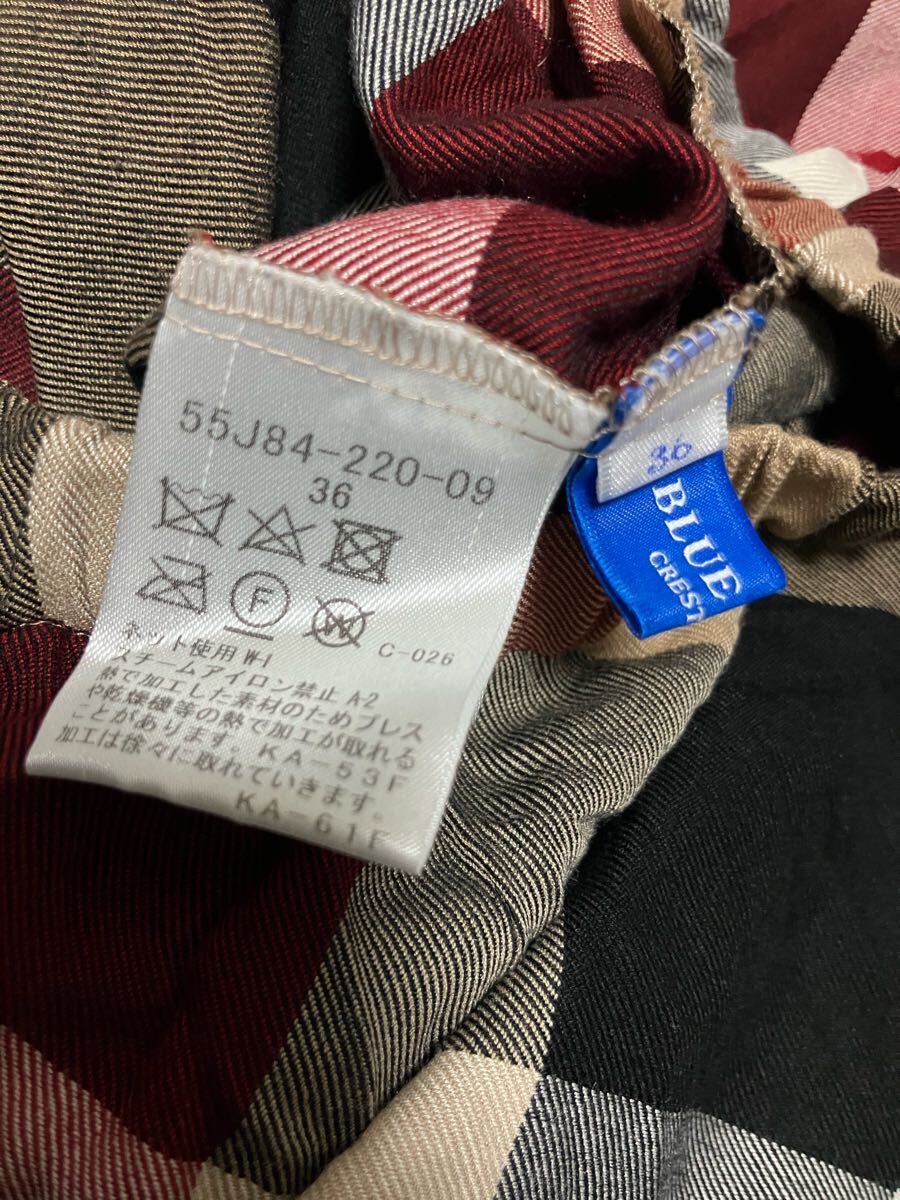 55J84-220-09
36
F
W
C-026
ネット使用 W-1
スチームアイロン禁止 A-2
熱で加工した素材のためプレス
や乾燥機等の熱で加工が取れる
ことがあります。KA-53F
加工は徐々に取れていきます。
KA-61F
36
BLUE
CREST